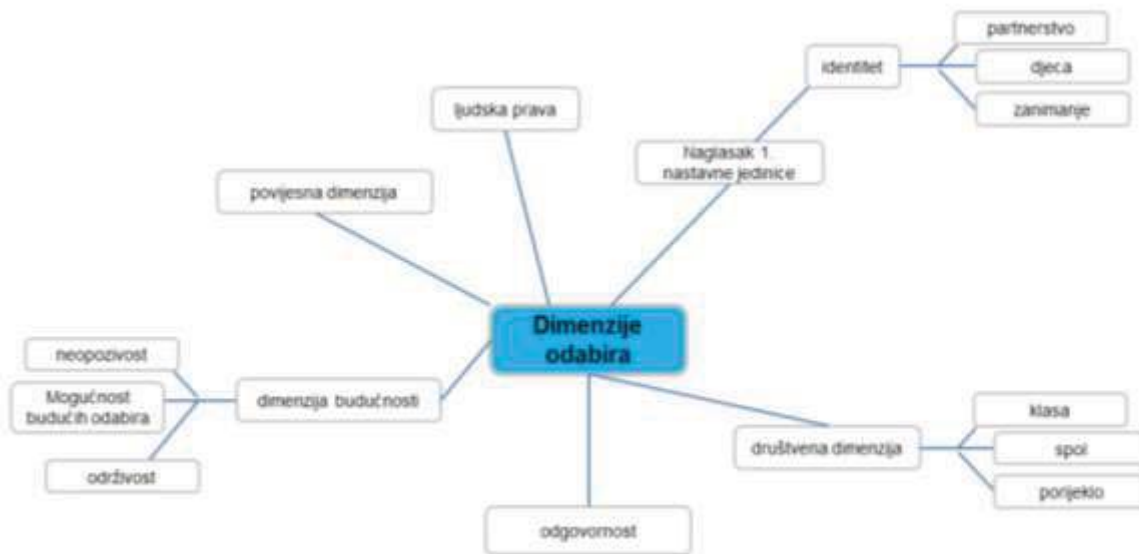 partnerstvo
identitet
djeca
zanimanje
ljudska prava
Naglasak 1.
nastavne jedinice
povijesna dimenzija
Dimenzije
odabira
neopozivost
Mogućnost
budućih odabira
dimenzija budućnosti
održivost
klasa
društvena dimenzija
spol
porijeklo
odgovornost